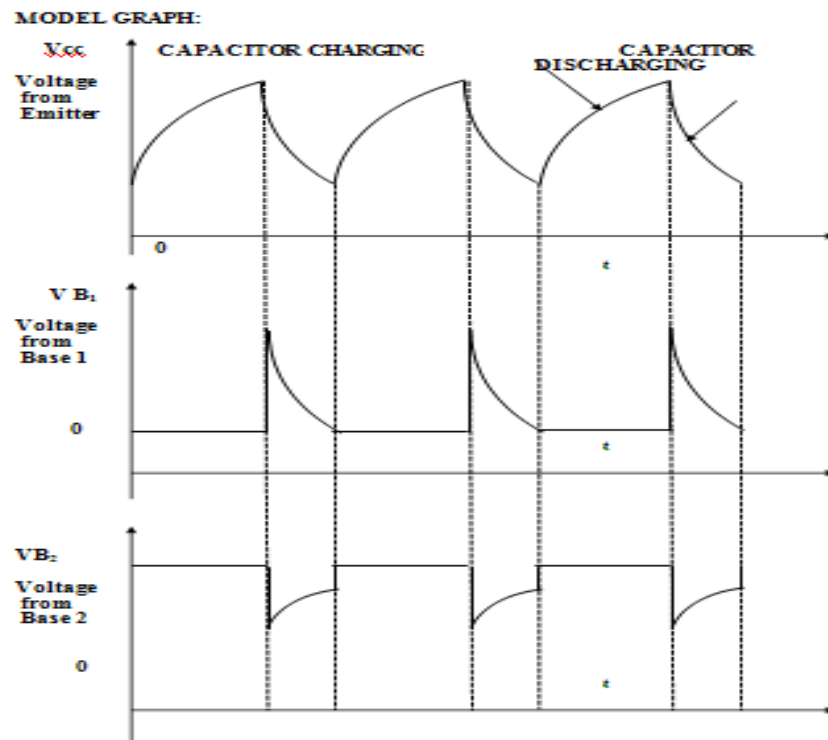 MODEL GRAPH:
Vcc
CAPACITOR CHARGING
CAPACITOR
DISCHARGING
Voltage
from
Emitter
0
t
V B₁
Voltage
from
Base 1
0
t
VB₂
Voltage
from
Base 2
0
t